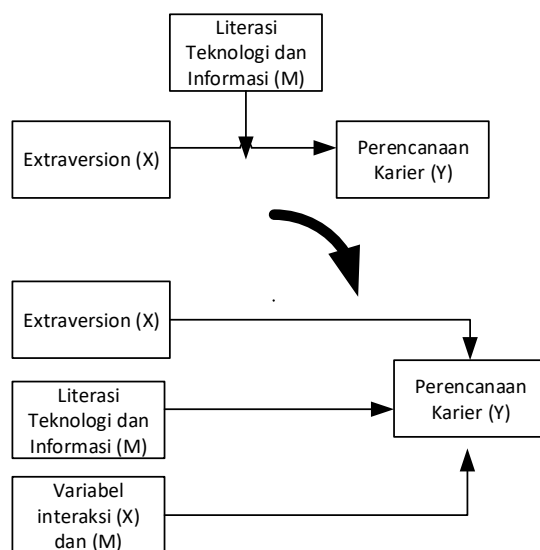 Literasi
Teknologi dan
Informasi (M)
Extraversion (X)
Perencanaan
Karier (Y)
Extraversion (X)
Literasi
Teknologi dan
Informasi (M)
Perencanaan
Karier (Y)
Variabel
interaksi (X)
dan (M)